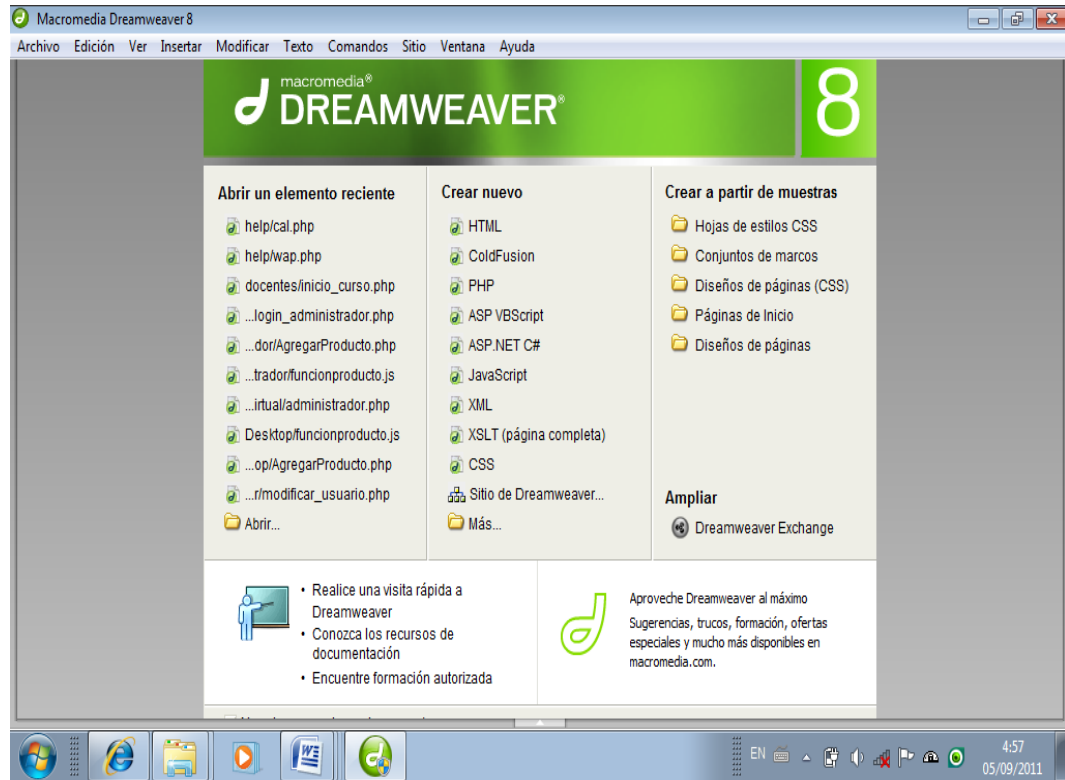 Macromedia Dreamweaver 8
Archivo Edición Ver Insertar Modificar Texto Comandos Sitio Ventana Ayuda
macromedia®
DREAMWEAVER®
8
Abrir un elemento reciente
help/cal.php
help/wap.php
docentes/inicio_curso.php
...login_administrador.php
...dor/AgregarProducto.php
...trador/funcionproducto.js
...irtual/administrador.php
Desktop/funcionproducto.js
...op/AgregarProducto.php
...r/modificar_usuario.php
Abrir...
Crear nuevo
HTML
ColdFusion
PHP
ASP VBScript
ASP.NET C#
JavaScript
XML
XSLT (página completa)
CSS
Sitio de Dreamweaver...
Más...
Crear a partir de muestras
Hojas de estilos CSS
Conjuntos de marcos
Diseños de páginas (CSS)
Páginas de Inicio
Diseños de páginas
Ampliar
Dreamweaver Exchange
• Realice una visita rápida a
Dreamweaver
• Conozca los recursos de
documentación
• Encuentre formación autorizada
Aproveche Dreamweaver al máximo
Sugerencias, trucos, formación, ofertas
especiales y mucho más disponibles en
macromedia.com.
EN
4:57
05/09/2011